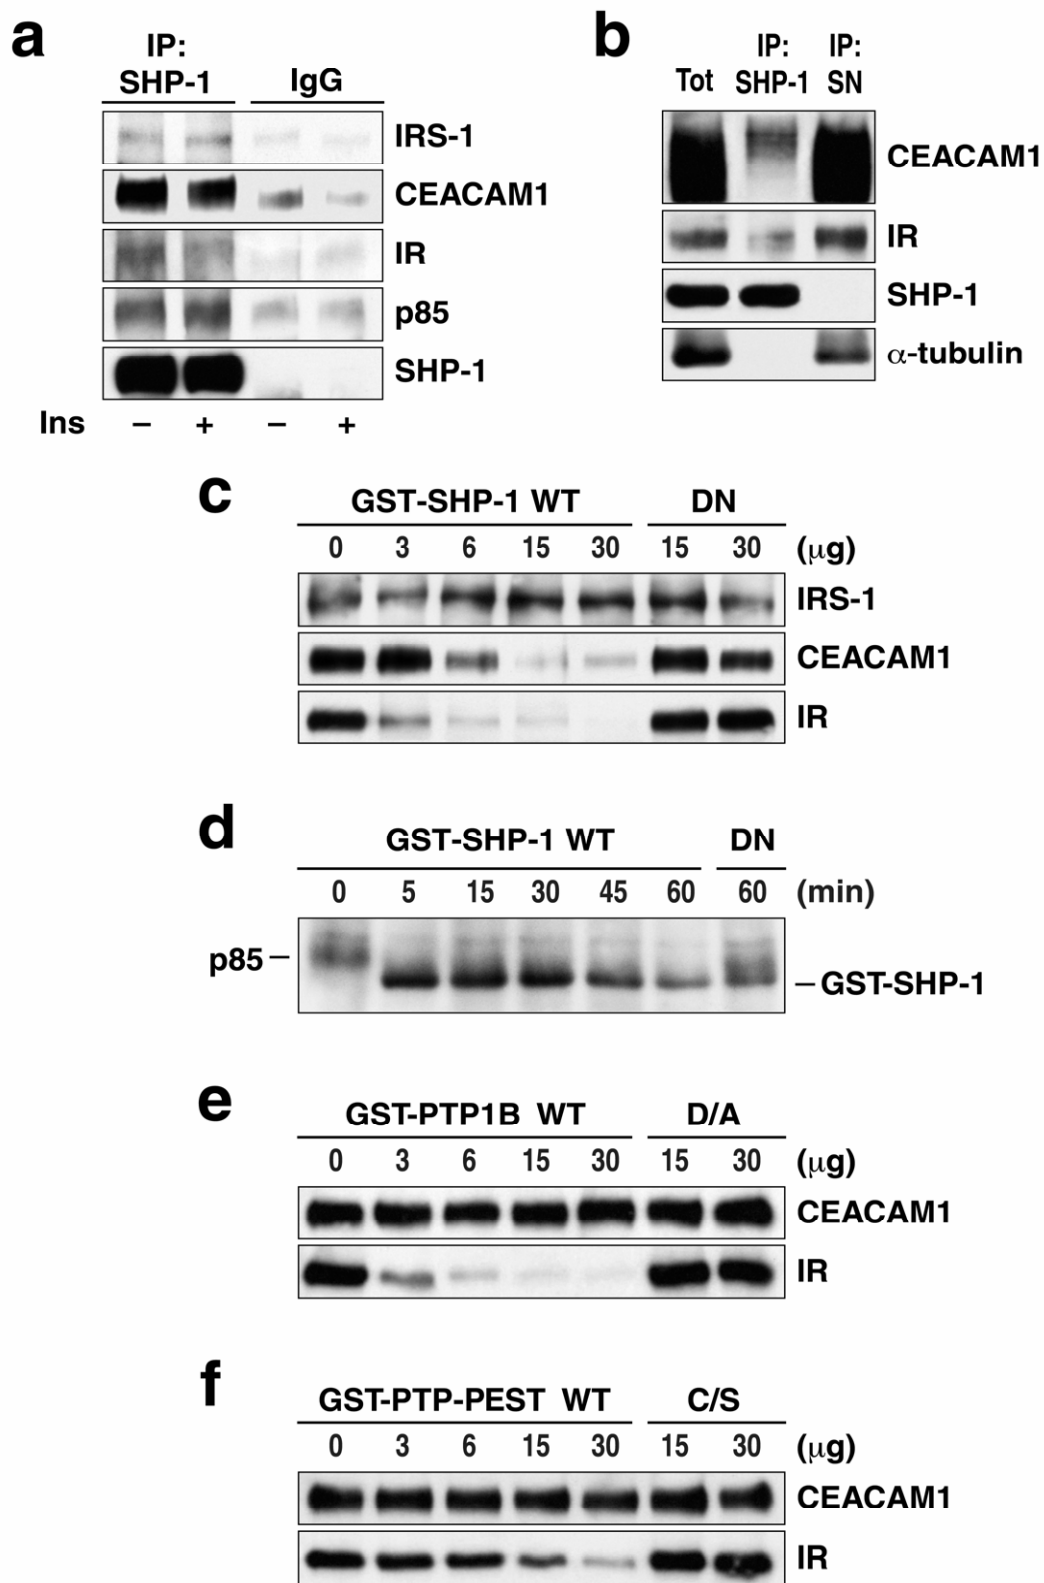 a
IP:
SHP-1 IgG
IRS-1
CEACAM1
IR
p85
SHP-1
Ins – + – +
b
IP: IP:
Tot SHP-1 SN
CEACAM1
IR
SHP-1
α-tubulin
c
GST-SHP-1 WT DN
0 3 6 15 30 15 30 (μg)
IRS-1
CEACAM1
IR
d
GST-SHP-1 WT DN
0 5 15 30 45 60 60 (min)
p85 –
– GST-SHP-1
e
GST-PTP1B WT D/A
0 3 6 15 30 15 30 (μg)
CEACAM1
IR
f
GST-PTP-PEST WT C/S
0 3 6 15 30 15 30 (μg)
CEACAM1
IR